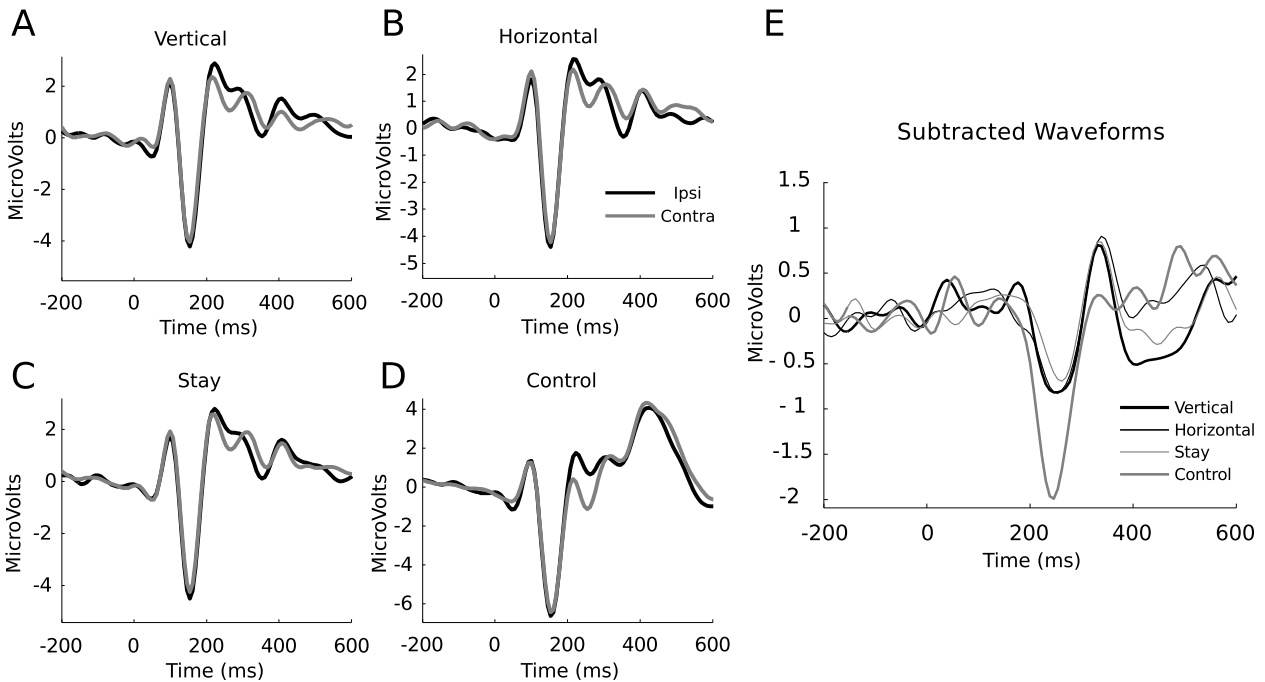 A
Vertical
MicroVolts
2
0
-2
-4
-200 0 200 400 600
Time (ms)
B
Horizontal
MicroVolts
2
1
0
-1
-2
-3
-4
-5
Ipsi
Contra
-200 0 200 400 600
Time (ms)
C
Stay
MicroVolts
2
0
-2
-4
-200 0 200 400 600
Time (ms)
D
Control
MicroVolts
4
2
0
-2
-4
-6
-200 0 200 400 600
Time (ms)
E
Subtracted Waveforms
MicroVolts
1.5
1
0.5
0
- 0.5
- 1
-1.5
-2
Vertical
Horizontal
Stay
Control
-200 0 200 400 600
Time (ms)